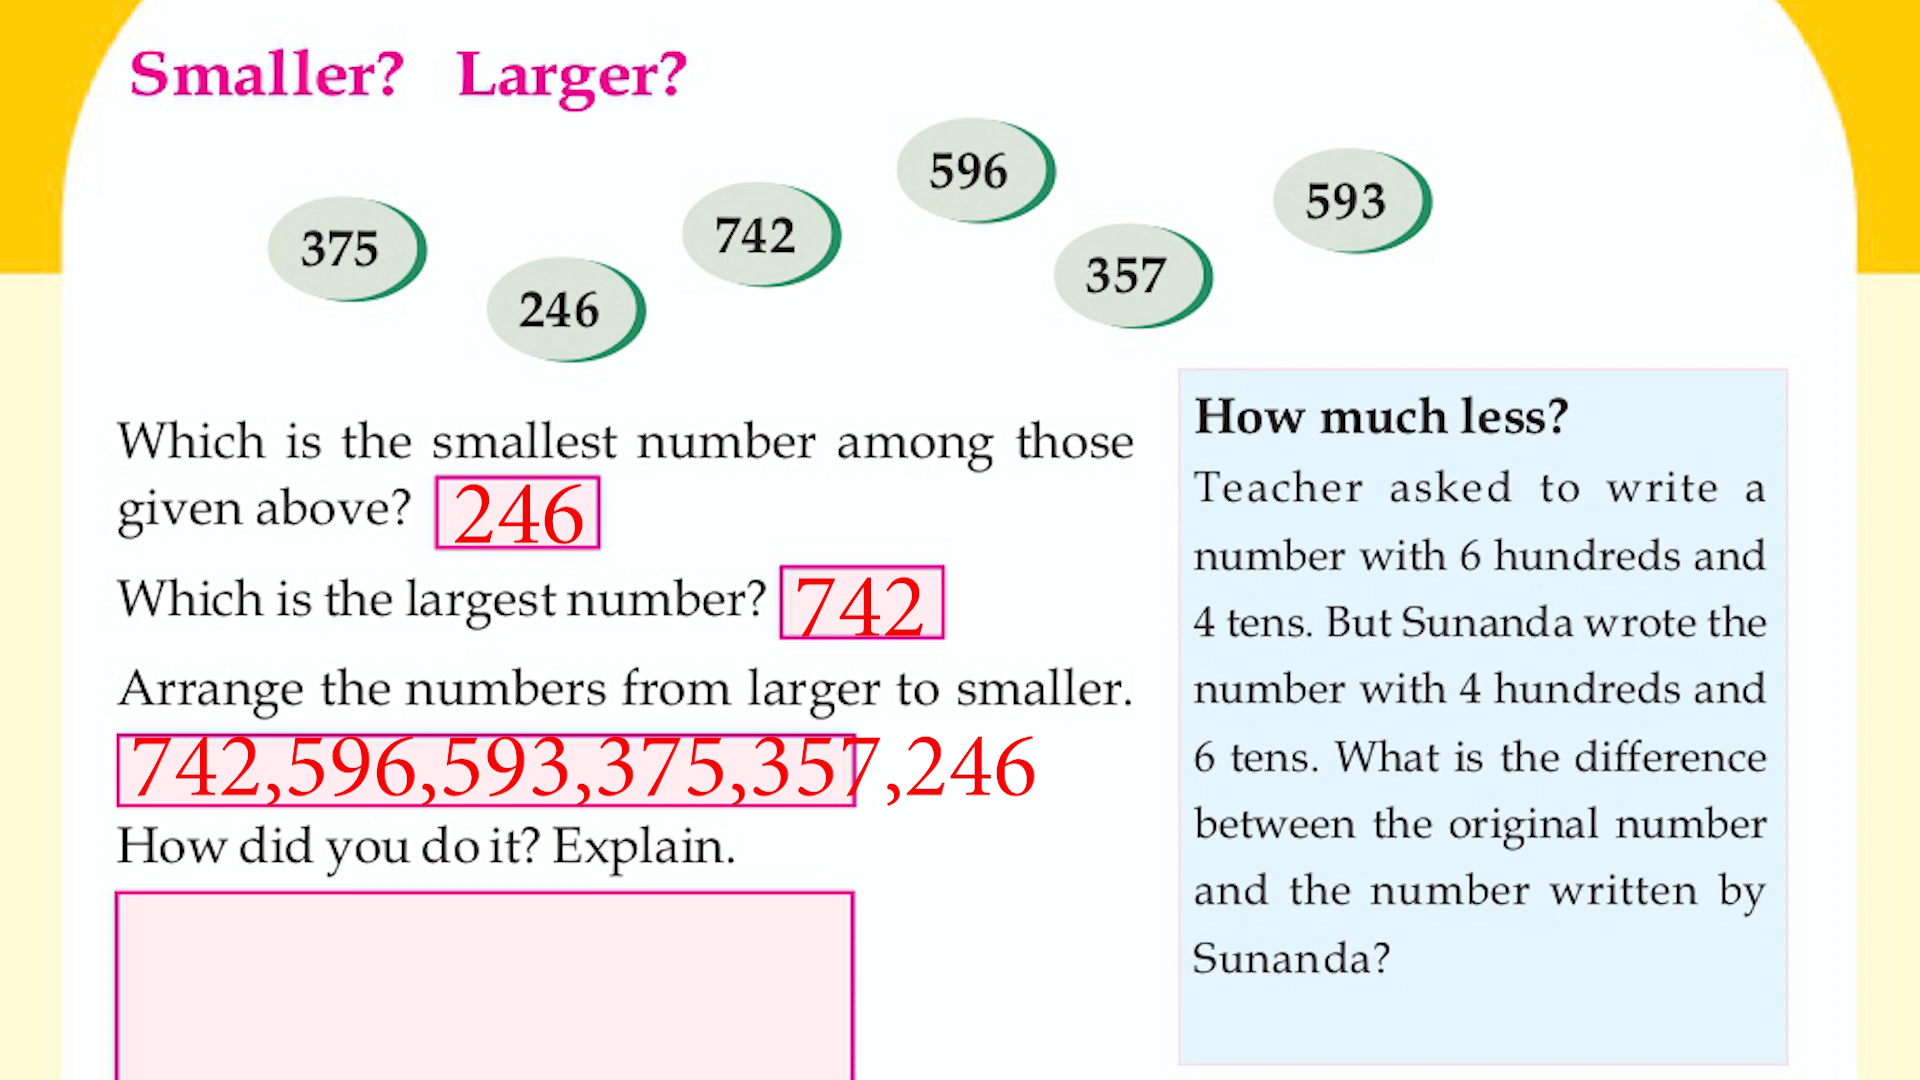 Smaller? Larger?
596
593
742
375
357
246
Which is the smallest number among those
given above? 246
Which is the largest number? 742
Arrange the numbers from larger to smaller.
742,596,593,375,357,246
How did you do it? Explain.
How much less?
Teacher asked to write a
number with 6 hundreds and
4 tens. But Sunanda wrote the
number with 4 hundreds and
6 tens. What is the difference
between the original number
and the number written by
Sunanda?